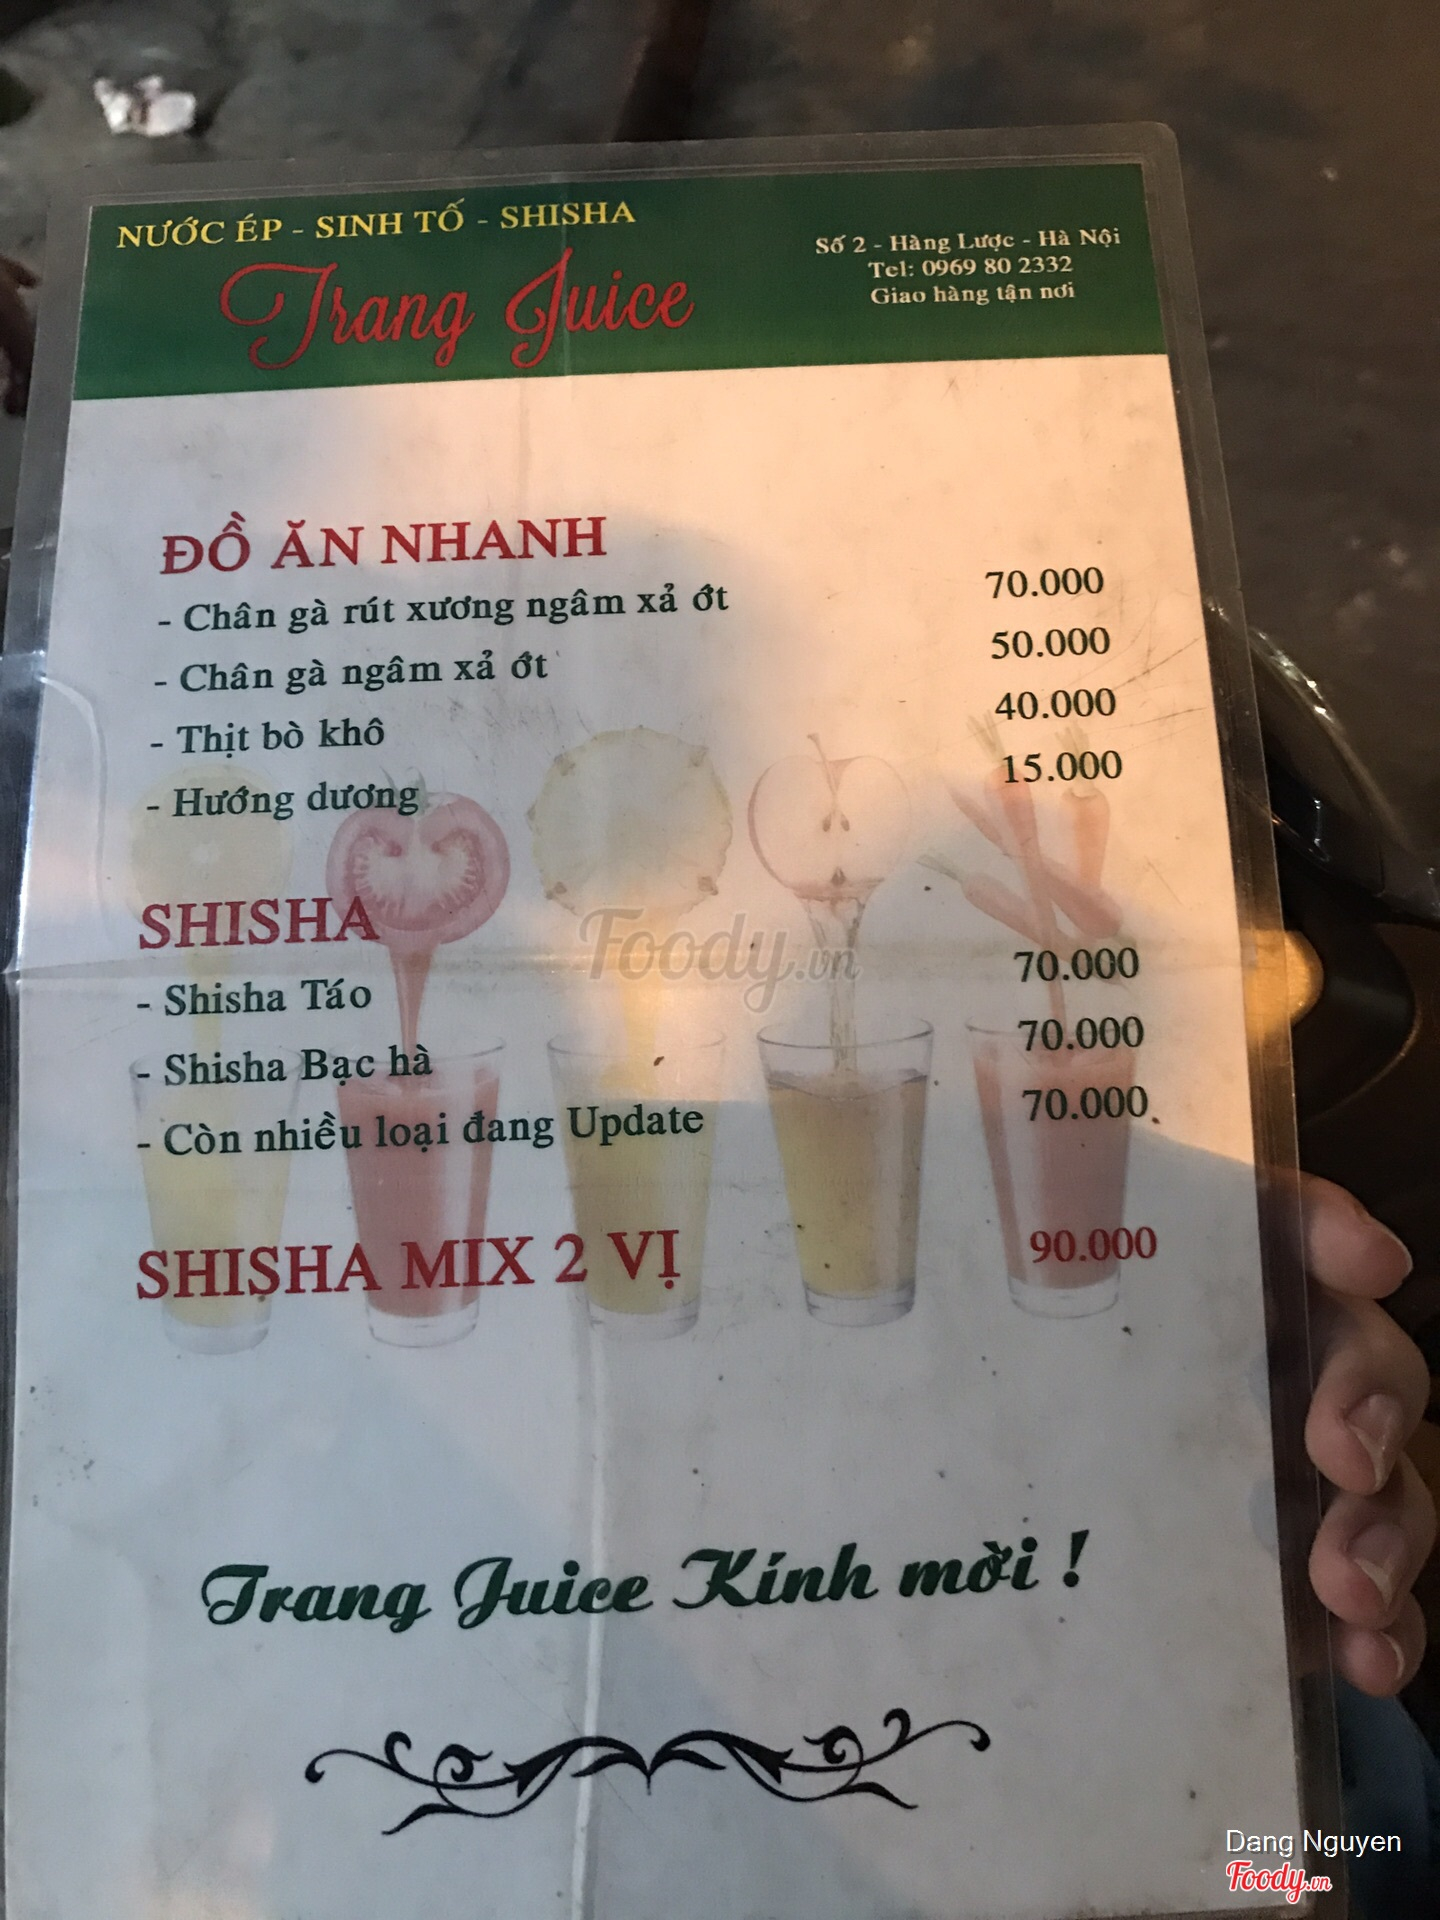 NƯỚC ÉP - SINH TỐ - SHISHA
Trang Juice
Số 2 - Hàng Lược - Hà Nội
Tel: 0969 80 2332
Giao hàng tận nơi
ĐỒ ĂN NHANH
- Chân gà rút xương ngâm xả ớt 70.000
- Chân gà ngâm xả ớt 50.000
- Thịt bò khô 40.000
- Hướng dương 15.000
SHISHA
- Shisha Táo 70.000
- Shisha Bạc hà 70.000
- Còn nhiều loại đang Update 70.000
SHISHA MIX 2 VỊ 90.000
Trang Juice Kính mời !
Foody.vn
Dang Nguyen
Foody.vn